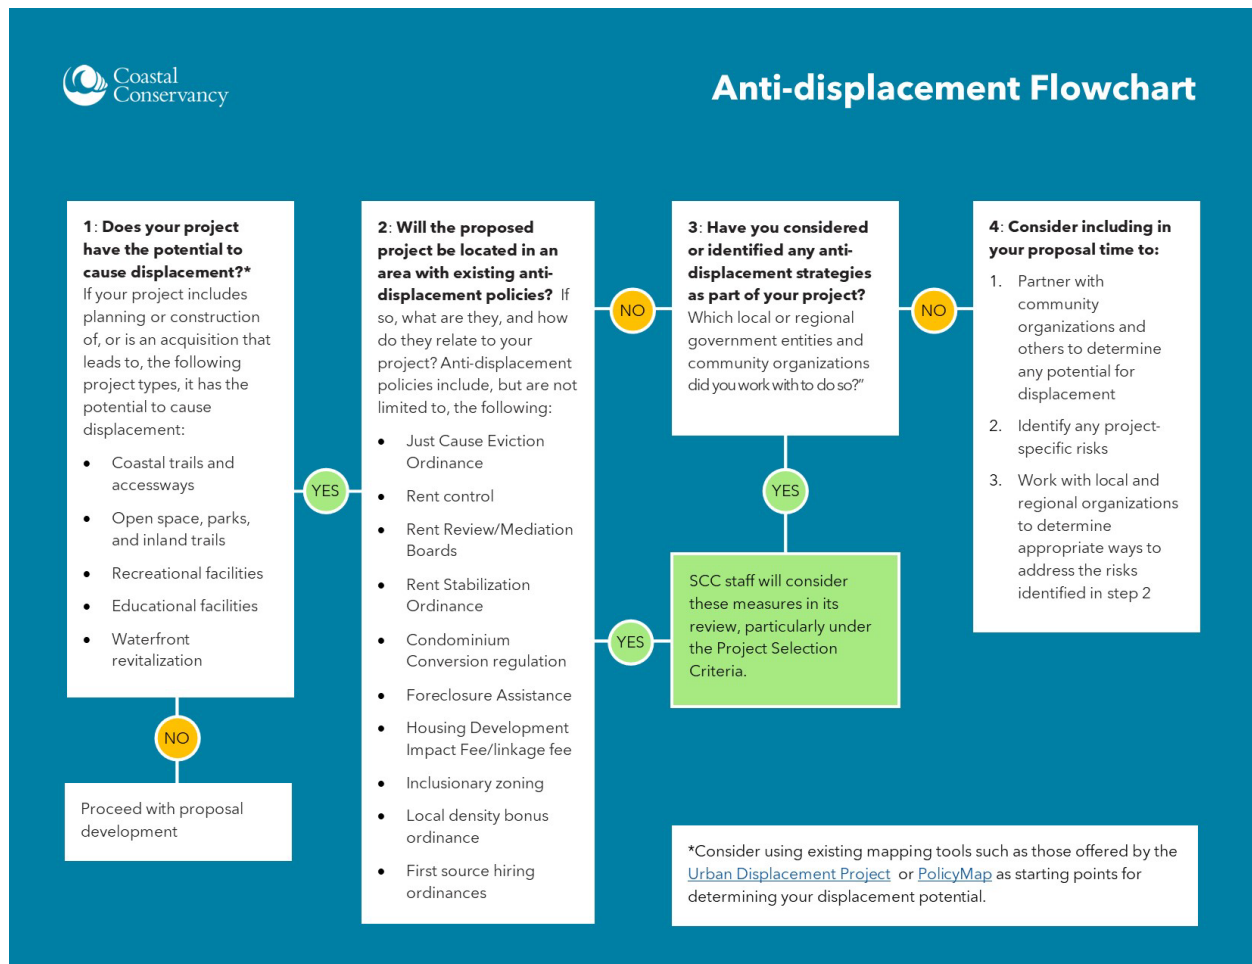 Coastal
Conservancy
Anti-displacement Flowchart
1: Does your project
have the potential to
cause displacement?*
If your project includes
planning or construction
of, or is an acquisition that
leads to, the following
project types, it has the
potential to cause
displacement:
• Coastal trails and
accessways
• Open space, parks,
and inland trails
• Recreational facilities
• Educational facilities
• Waterfront
revitalization
NO
Proceed with proposal
development
YES
2: Will the proposed
project be located in an
area with existing anti-
displacement policies? If
so, what are they, and how
do they relate to your
project? Anti-displacement
policies include, but are not
limited to, the following:
• Just Cause Eviction
Ordinance
• Rent control
• Rent Review/Mediation
Boards
• Rent Stabilization
Ordinance
• Condominium
Conversion regulation
• Foreclosure Assistance
• Housing Development
Impact Fee/linkage fee
• Inclusionary zoning
• Local density bonus
ordinance
• First source hiring
ordinances
NO
YES
3: Have you considered
or identified any anti-
displacement strategies
as part of your project?
Which local or regional
government entities and
community organizations
did you work with to do so?”
YES
SCC staff will consider
these measures in its
review, particularly under
the Project Selection
Criteria.
NO
4: Consider including in
your proposal time to:
1. Partner with
community
organizations and
others to determine
any potential for
displacement
2. Identify any project-
specific risks
3. Work with local and
regional organizations
to determine
appropriate ways to
address the risks
identified in step 2
*Consider using existing mapping tools such as those offered by the
Urban Displacement Project or PolicyMap as starting points for
determining your displacement potential.